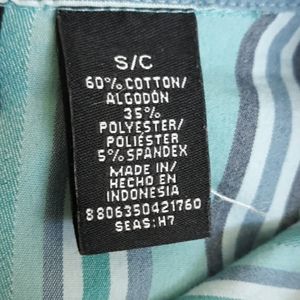 S/C
60% COTTON/
ALGODÓN
35%
POLYESTER/
POLIÉSTER
5% SPANDEX
MADE IN/
HECHO EN
INDONESIA
8806350421760
SEAS: H7